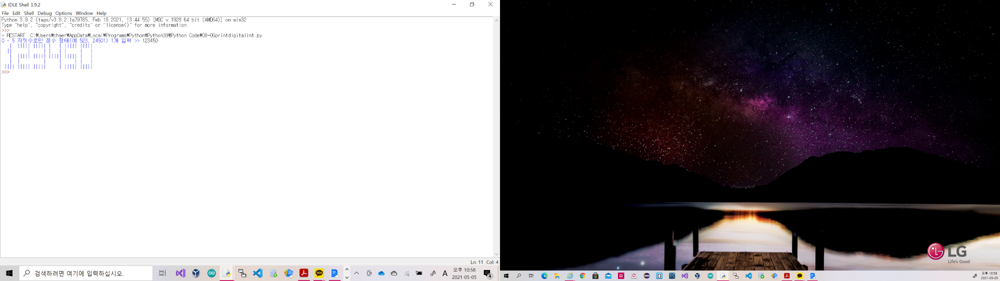 IDLE Shell 3.9.2
File Edit Shell Debug Options Window Help
Python 3.9.2 (tags/v3.9.2:1a79785, Feb 19 2021, 13:44:55) [MSC v.1928 64 bit (AMD64)] on win32
Type "help", "copyright", "credits" or "license()" for more information.
>>>
= RESTART: C:₩Users₩chaer₩AppData₩Local₩Programs₩Python₩Python39₩Python Code₩08-06printdigitalint.py
0 ~ 5 자릿수로만 정수 형태(예 523, 24501) 1개 입력 >> 123450
>>>
Ln: 11 Col: 4
검색하려면 여기에 입력하십시오.
TALK
A
오후 10:58
2021-05-05
4
LG
Life's Good
오후 10:58
2021-05-05